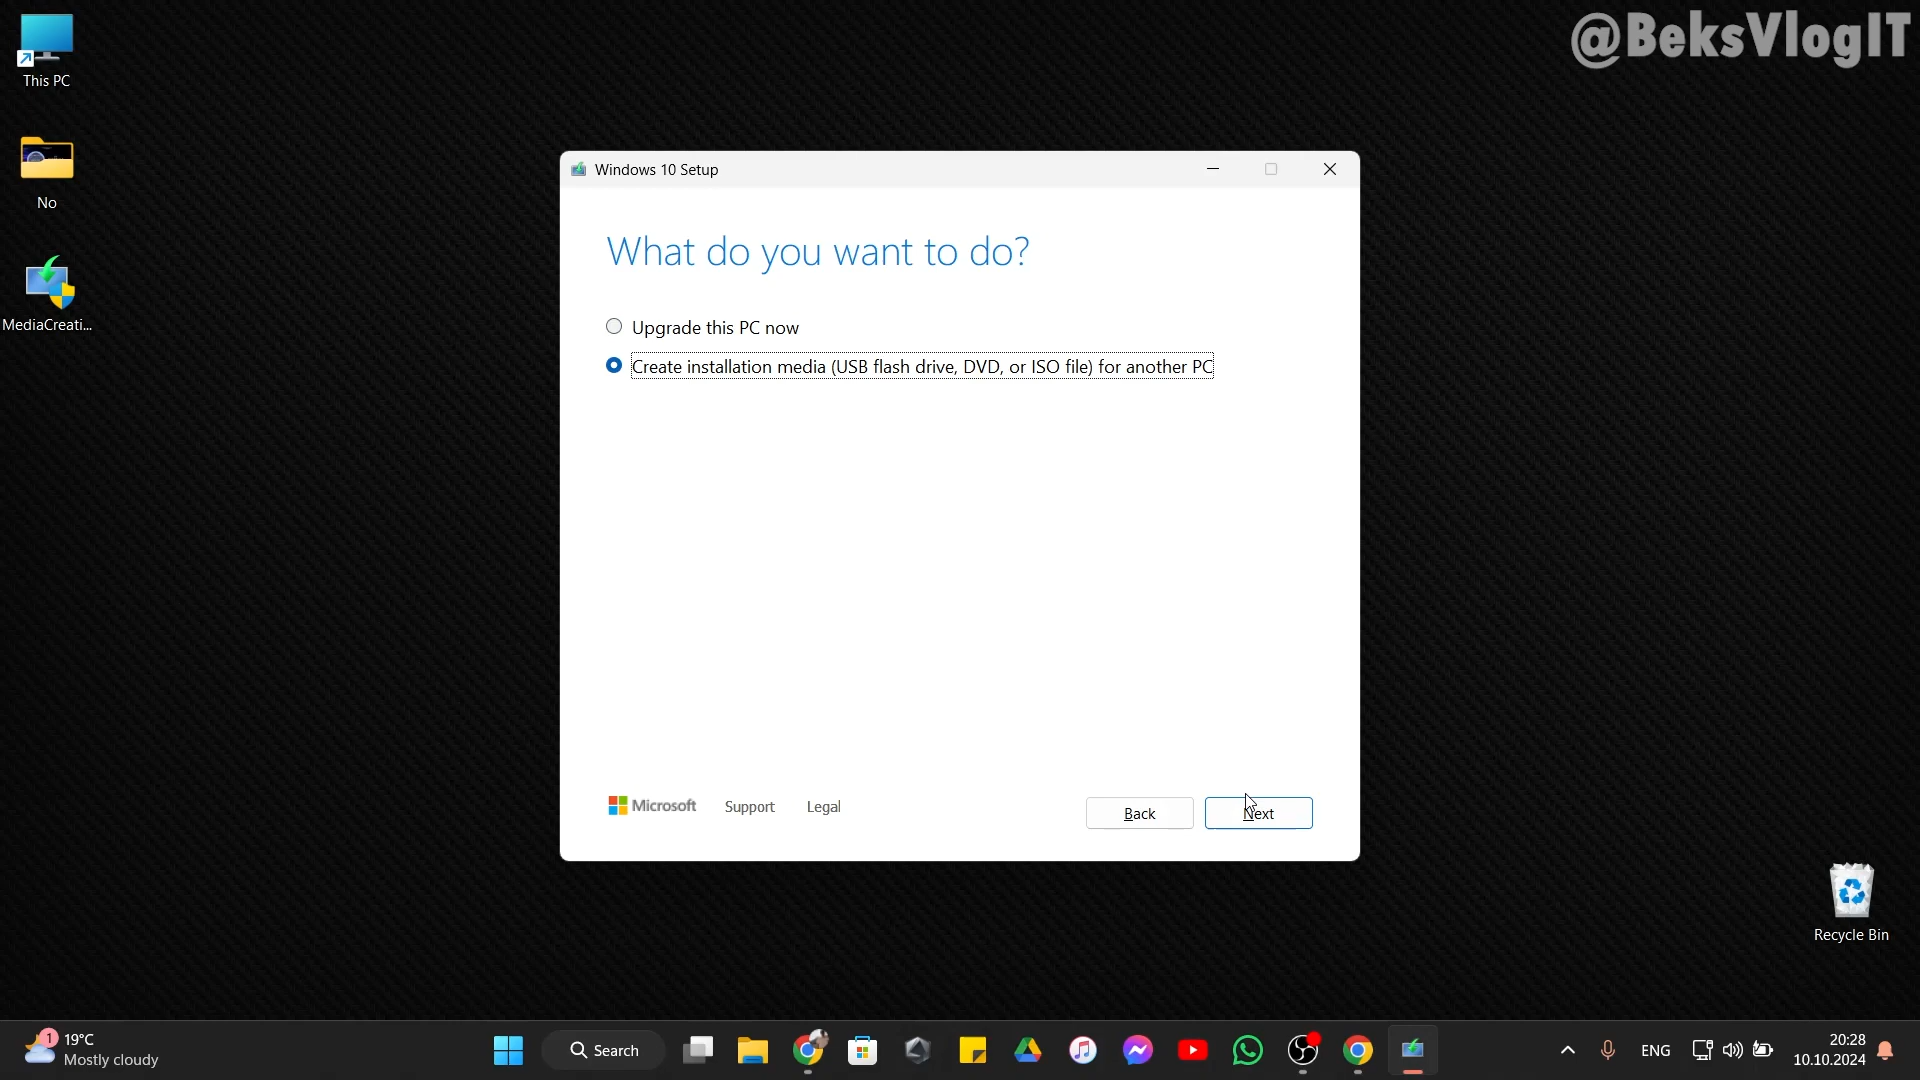 @BeksVlogIT
This PC
No
MediaCreati...
Windows 10 Setup
What do you want to do?
Upgrade this PC now
Create installation media (USB flash drive, DVD, or ISO file) for another PC
Microsoft
Support
Legal
Back
Next
Recycle Bin
1
19°C
Mostly cloudy
Search
ENG
20:28
10.10.2024